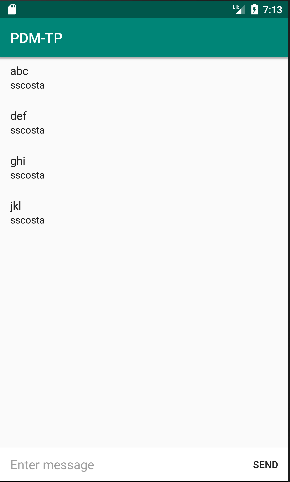 7:13
PDM-TP
abc
sscosta
def
sscosta
ghi
sscosta
jkl
sscosta
Enter message SEND